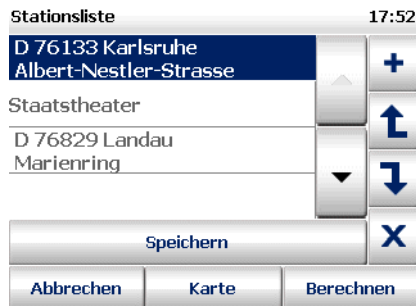 Stationsliste 17:52
D 76133 Karlsruhe
Albert-Nestler-Strasse
Staatstheater
D 76829 Landau
Marienring
Speichern
X
Abbrechen Karte Berechnen